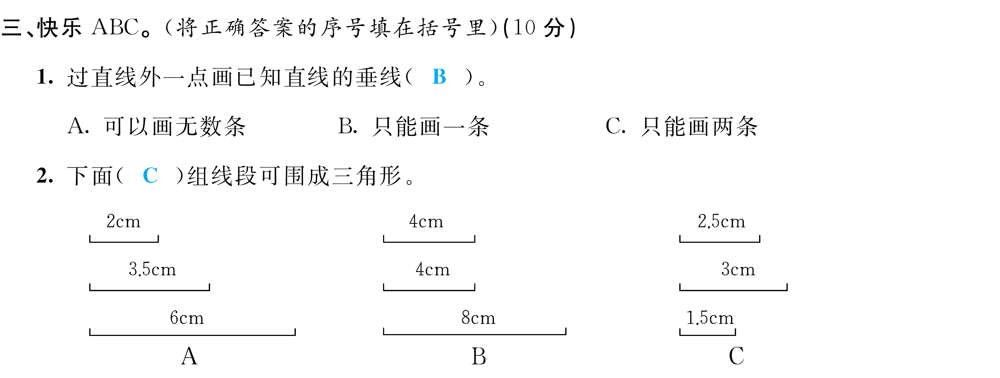 三、快乐 ABC。(将正确答案的序号填在括号里)(10 分)
1. 过直线外一点画已知直线的垂线( B )。
A. 可以画无数条 B. 只能画一条 C. 只能画两条
2. 下面( C )组线段可围成三角形。
2cm 4cm 2.5cm
3.5cm 4cm 3cm
6cm 8cm 1.5cm
A B C